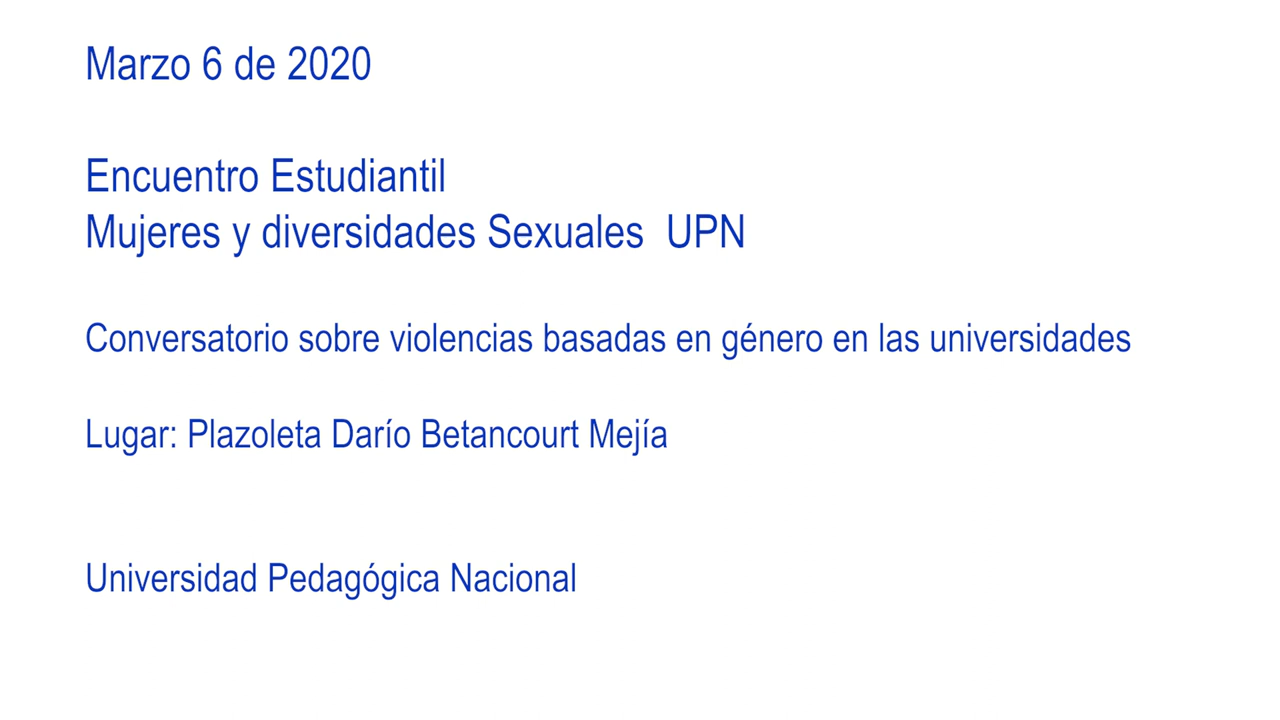 Marzo 6 de 2020
Encuentro Estudiantil
Mujeres y diversidades Sexuales UPN
Conversatorio sobre violencias basadas en género en las universidades
Lugar: Plazoleta Darío Betancourt Mejía
Universidad Pedagógica Nacional